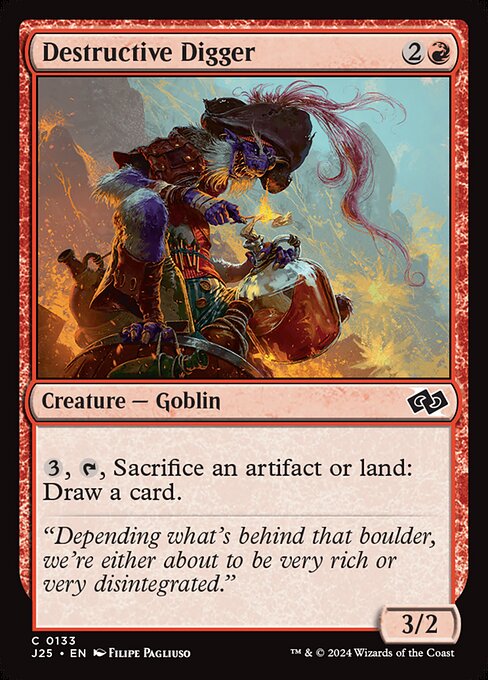 Destructive Digger 2
Creature — Goblin
3, Sacrifice an artifact or land:
Draw a card.
“Depending what’s behind that boulder,
we’re either about to be very rich or
very disintegrated.”
3/2
C 0133
J25 • EN Filipe Pagliuso ™ & © 2024 Wizards of the Coast